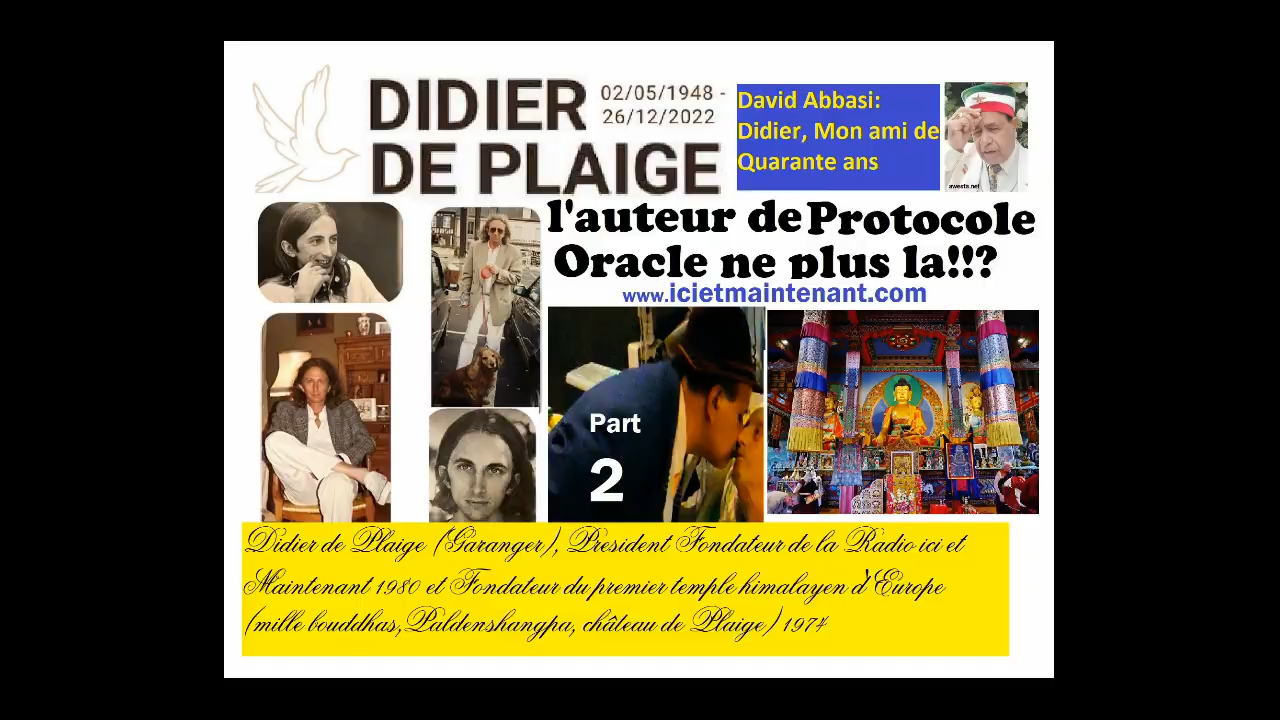 DIDIER
DE PLAIGE
02/05/1948 -
26/12/2022
David Abbasi:
Didier, Mon ami de
Quarante ans
awesta.net
l'auteur de Protocole
Oracle ne plus la!!?
www.icietmaintenant.com
Part
2
Didier de Plaige (Garanger), President Fondateur de la Radio ici et
Maintenant 1980 et Fondateur du premier temple himalayen d'Europe
(mille bouddhas,Paldenshangpa, château de Plaige) 1974